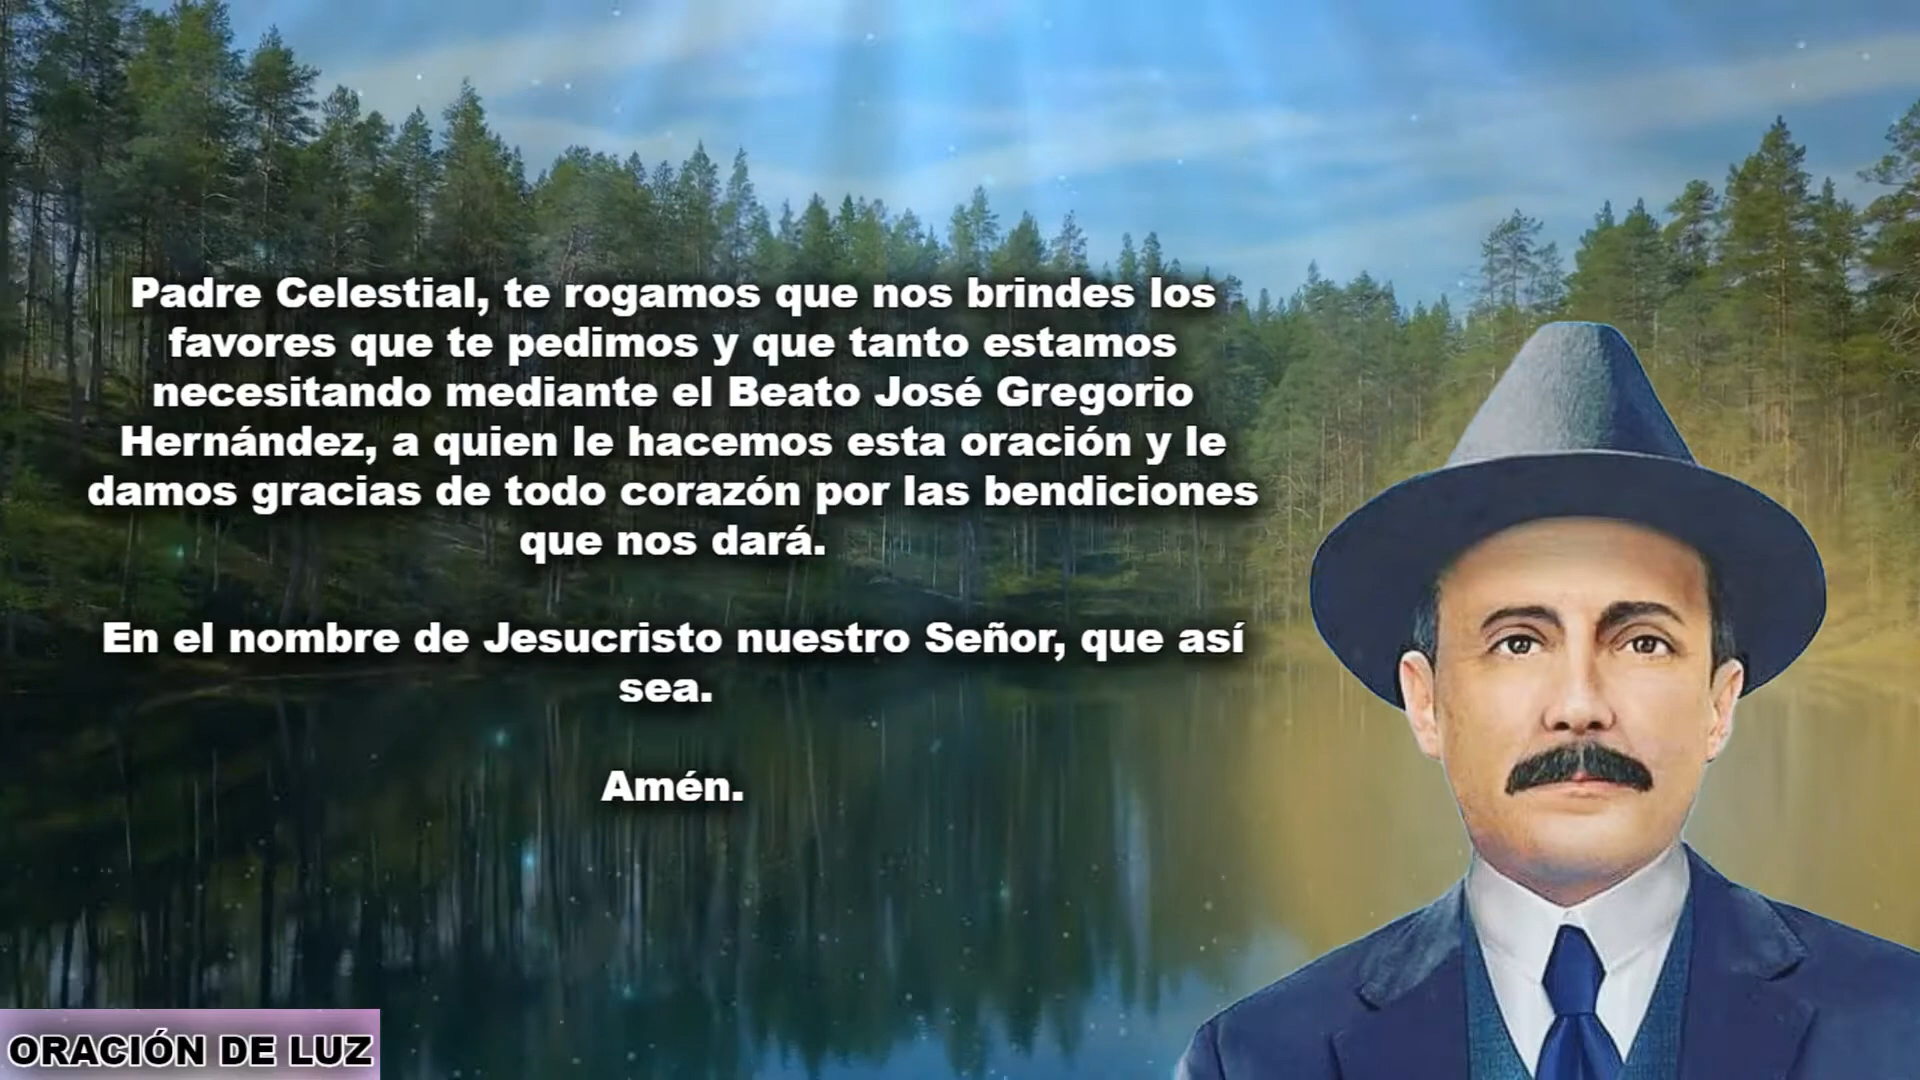 Padre Celestial, te rogamos que nos brindes los
favores que te pedimos y que tanto estamos
necesitando mediante el Beato José Gregorio
Hernández, a quien le hacemos esta oración y le
damos gracias de todo corazón por las bendiciones
que nos dará.
En el nombre de Jesucristo nuestro Señor, que así
sea.
Amén.
ORACIÓN DE LUZ